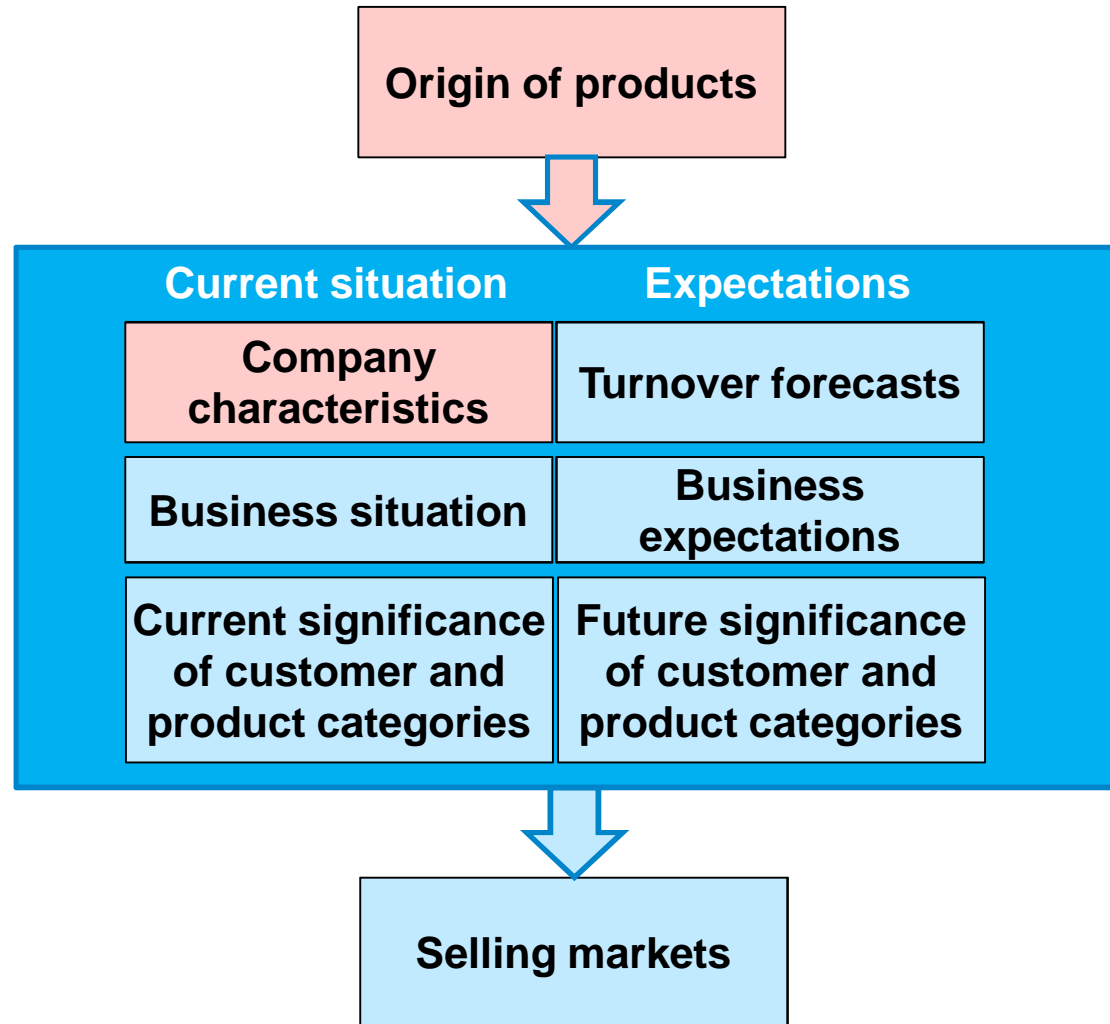 Origin of products
Current situation
Expectations
Company
characteristics
Turnover forecasts
Business situation
Business
expectations
Current significance
of customer and
product categories
Future significance
of customer and
product categories
Selling markets